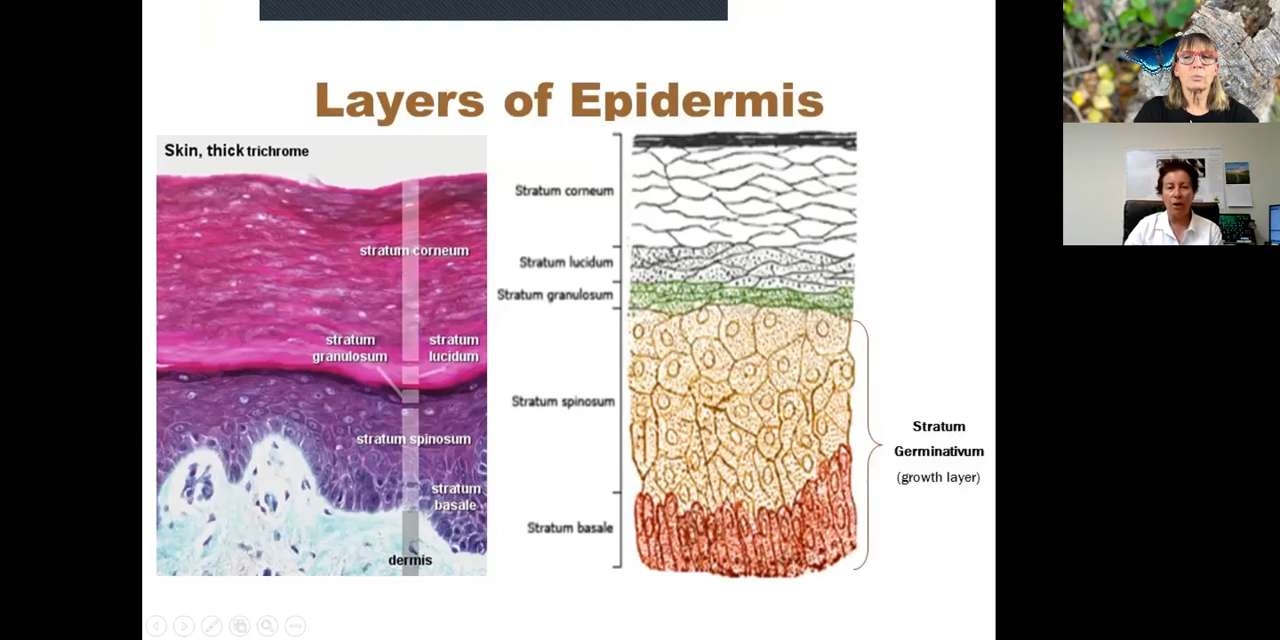 Layers of Epidermis
Skin, thick trichrome
stratum corneum
stratum
granulosum
stratum
lucidum
stratum spinosum
stratum
basale
dermis
Stratum corneum
Stratum lucidum
Stratum granulosum
Stratum spinosum
Stratum basale
Stratum
Germinativum
(growth layer)